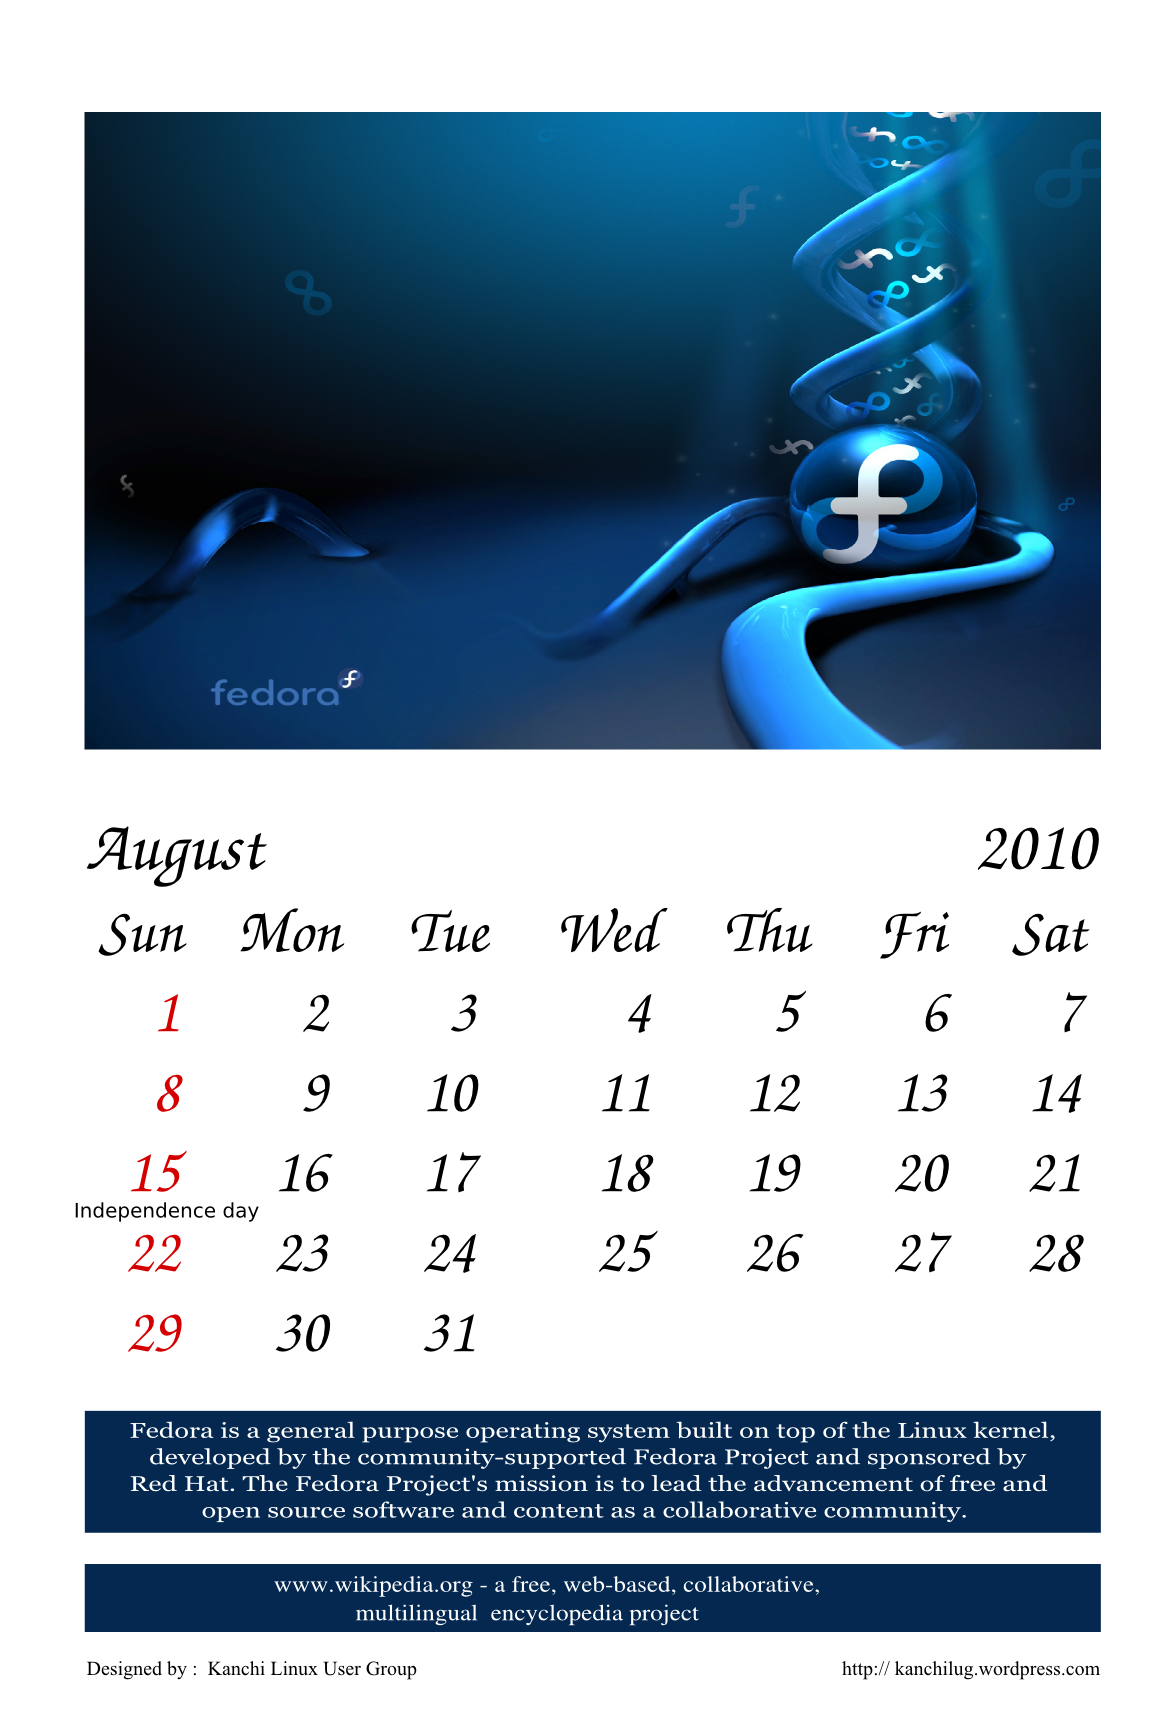 fedora
August 2010
Sun Mon Tue Wed Thu Fri Sat
1 2 3 4 5 6 7
8 9 10 11 12 13 14
15 16 17 18 19 20 21
Independence day
22 23 24 25 26 27 28
29 30 31
Fedora is a general purpose operating system built on top of the Linux kernel,
developed by the community-supported Fedora Project and sponsored by
Red Hat. The Fedora Project's mission is to lead the advancement of free and
open source software and content as a collaborative community.
www.wikipedia.org - a free, web-based, collaborative,
multilingual encyclopedia project
Designed by : Kanchi Linux User Group http:// kanchilug.wordpress.com